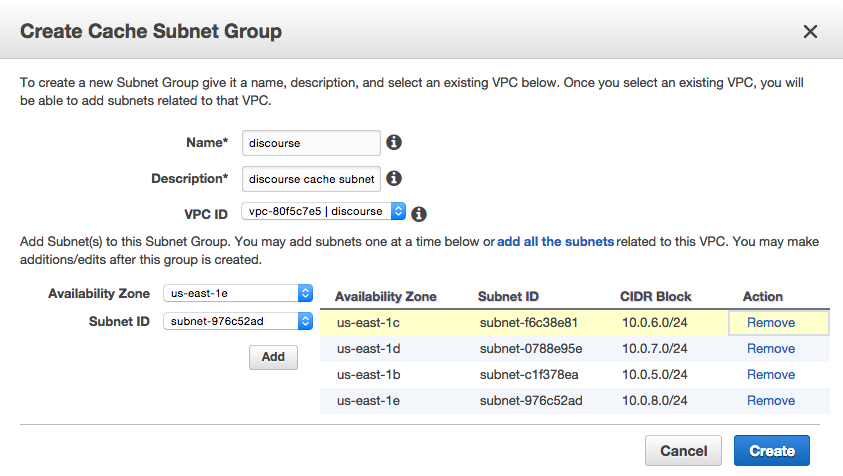 Create Cache Subnet Group
To create a new Subnet Group give it a name, description, and select an existing VPC below. Once you select an existing VPC, you will
be able to add subnets related to that VPC.
Name* discourse
Description* discourse cache subnet
VPC ID vpc-80f5c7e5 | discourse
Add Subnet(s) to this Subnet Group. You may add subnets one at a time below or add all the subnets related to this VPC. You may make
additions/edits after this group is created.
Availability Zone us-east-1e
Subnet ID subnet-976c52ad
Add
Availability Zone Subnet ID CIDR Block Action
us-east-1c subnet-f6c38e81 10.0.6.0/24 Remove
us-east-1d subnet-0788e95e 10.0.7.0/24 Remove
us-east-1b subnet-c1f378ea 10.0.5.0/24 Remove
us-east-1e subnet-976c52ad 10.0.8.0/24 Remove
Cancel Create